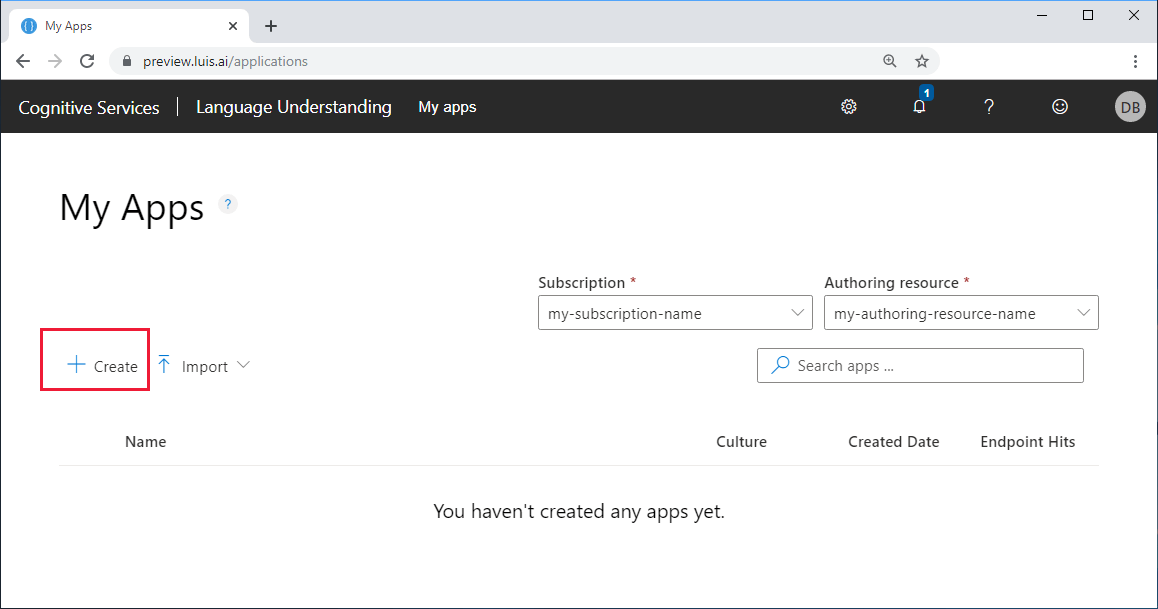 My Apps
preview.luis.ai/applications
Cognitive Services Language Understanding My apps 1 ? DB
My Apps ?
Subscription * Authoring resource *
my-subscription-name my-authoring-resource-name
Create Import Search apps ...
Name Culture Created Date Endpoint Hits
You haven't created any apps yet.